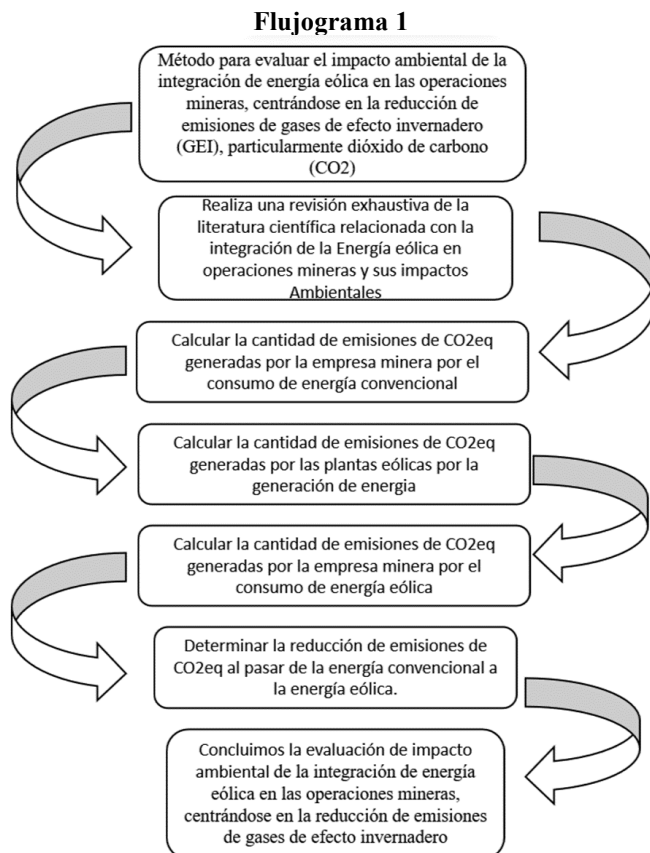 Flujograma 1
Método para evaluar el impacto ambiental de la
integración de energía eólica en las operaciones
mineras, centrándose en la reducción de
emisiones de gases de efecto invernadero
(GEI), particularmente dióxido de carbono
(CO2)
Realiza una revisión exhaustiva de la
literatura científica relacionada con la
integración de la Energía eólica en
operaciones mineras y sus impactos
Ambientales
Calcular la cantidad de emisiones de CO2eq
generadas por la empresa minera por el
consumo de energía convencional
Calcular la cantidad de emisiones de CO2eq
generadas por las plantas eólicas por la
generación de energia
Calcular la cantidad de emisiones de CO2eq
generadas por la empresa minera por el
consumo de energía eólica
Determinar la reducción de emisiones de
CO2eq al pasar de la energía convencional a
la energía eólica.
Concluimos la evaluación de impacto
ambiental de la integración de energía
eólica en las operaciones mineras,
centrándose en la reducción de emisiones
de gases de efecto invernadero